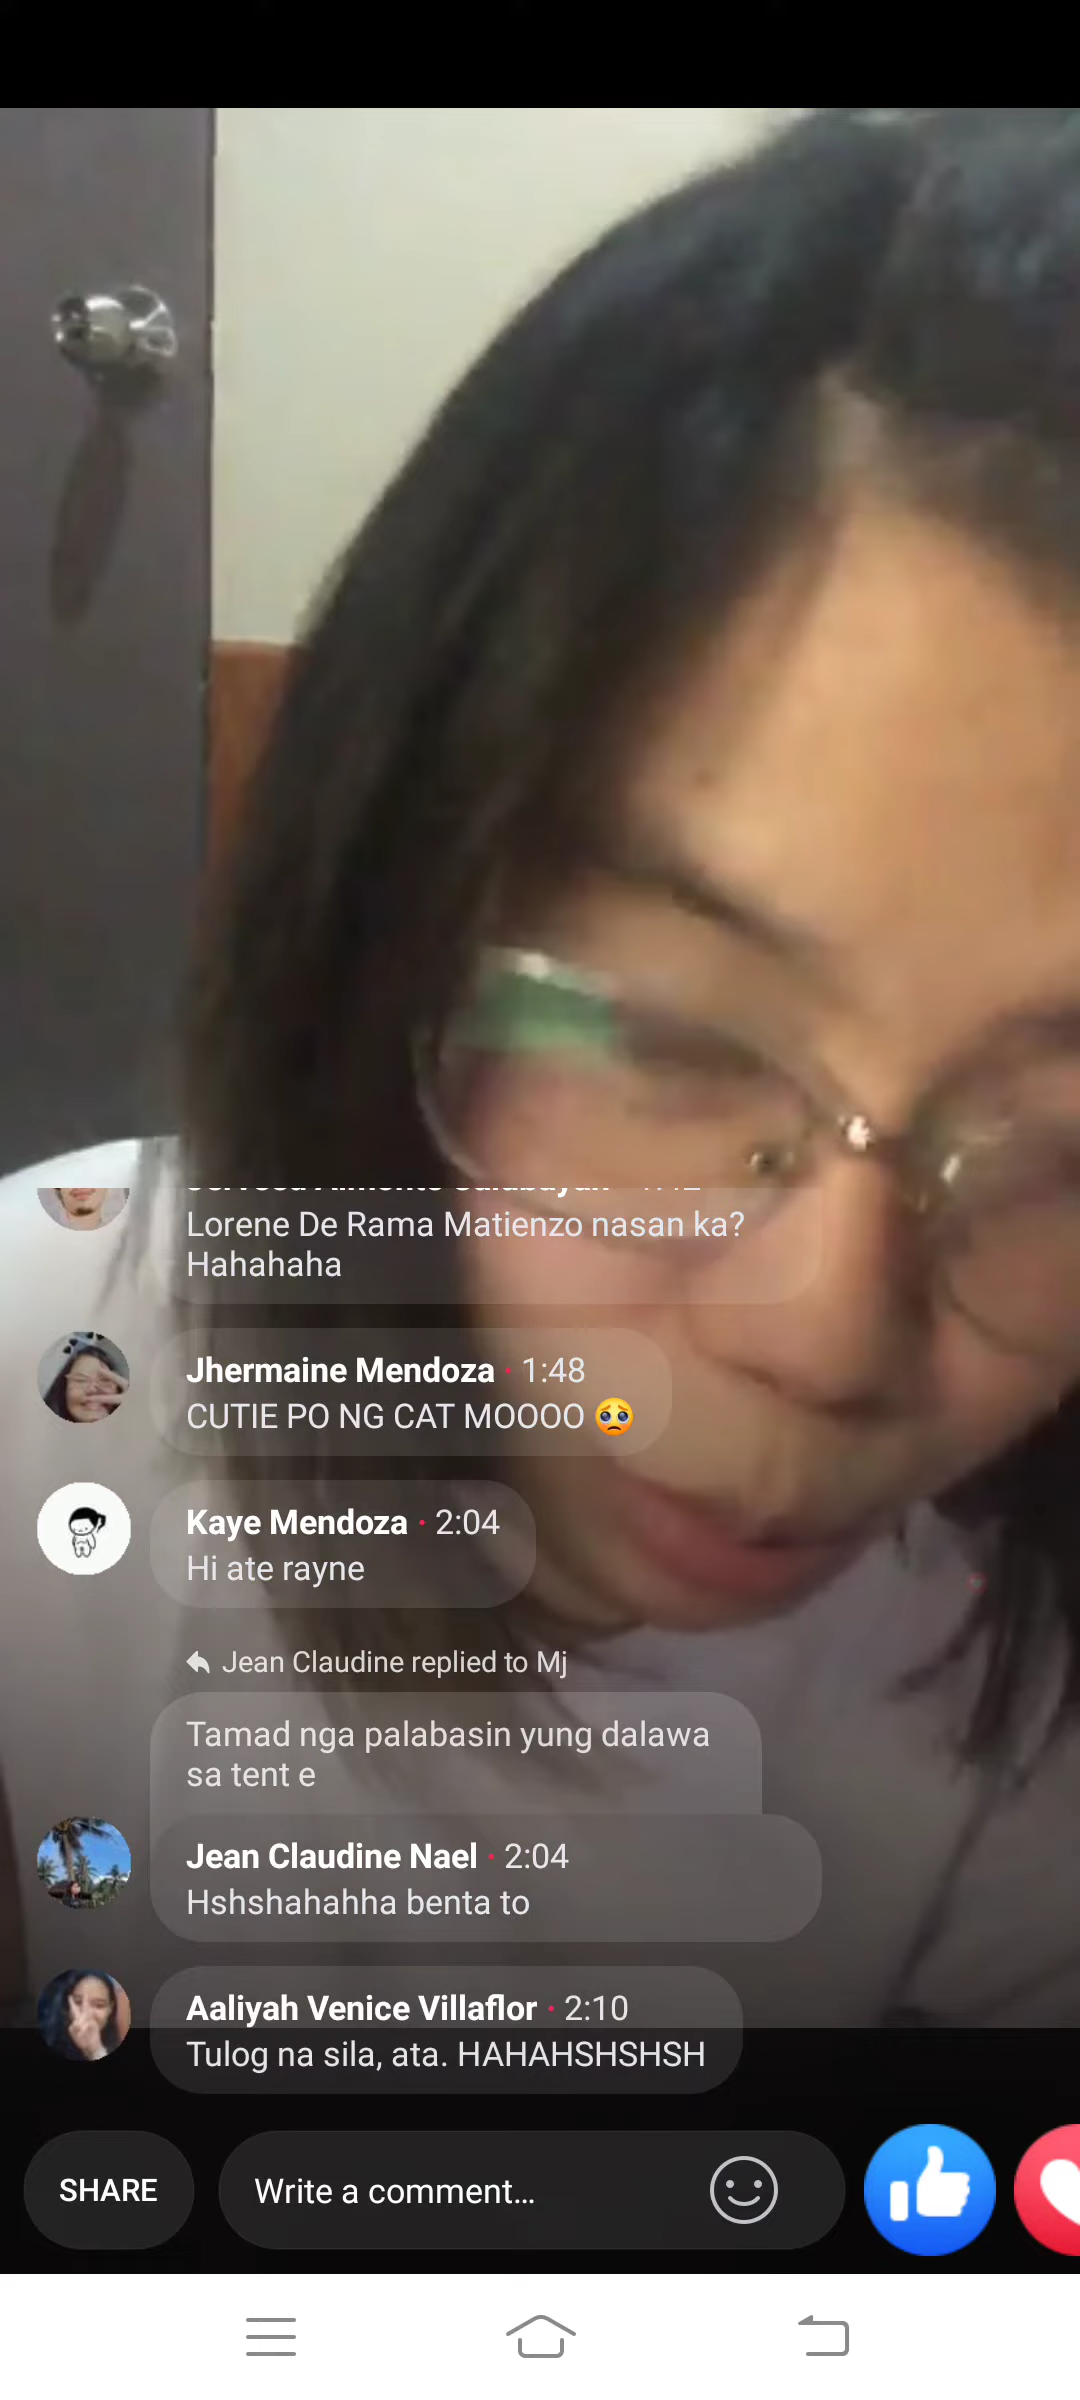 Lorene De Rama Matienzo nasan ka?
Hahahaha
Jhermaine Mendoza · 1:48
CUTIE PO NG CAT MOOOO 😿
Kaye Mendoza · 2:04
Hi ate rayne
Jean Claudine replied to Mj
Tamad nga palabasin yung dalawa
sa tent e
Jean Claudine Nael · 2:04
Hshshahahha benta to
Aaliyah Venice Villaflor · 2:10
Tulog na sila, ata. HAHAHSHSHSH
SHARE
Write a comment...